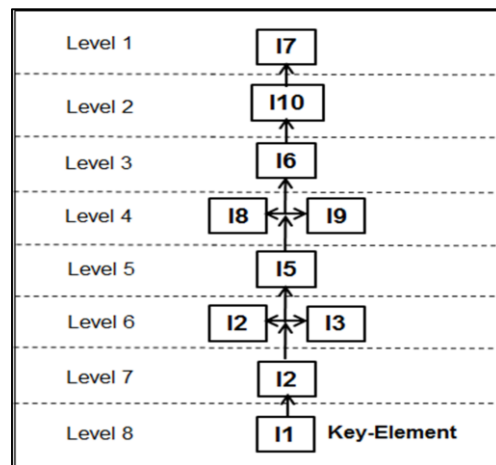 Level 1 I7
Level 2 I10
Level 3 I6
Level 4 I8 I9
Level 5 I5
Level 6 I2 I3
Level 7 I2
Level 8 I1 Key-Element